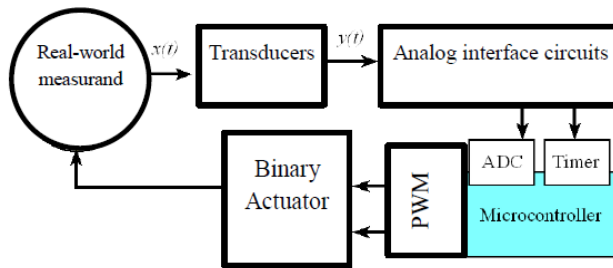 Real-world
measurand
x(t)
Transducers
y(t)
Analog interface circuits
ADC
Timer
Microcontroller
PWM
Binary
Actuator